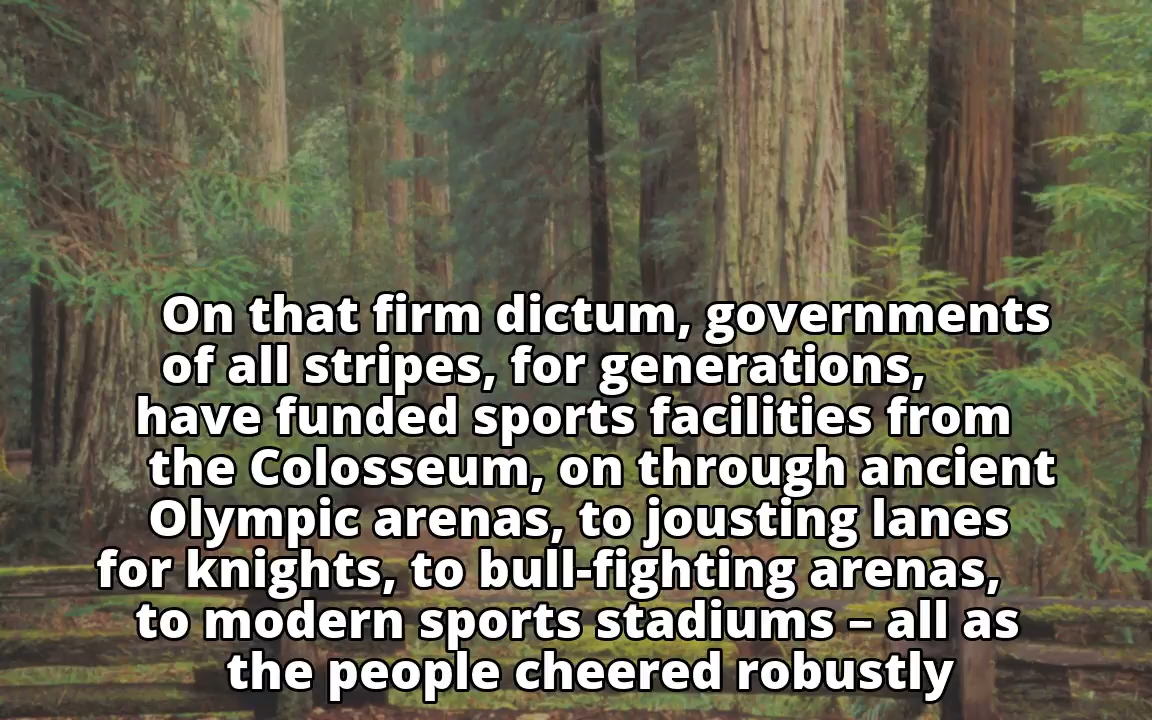 On that firm dictum, governments
of all stripes, for generations,
have funded sports facilities from
the Colosseum, on through ancient
Olympic arenas, to jousting lanes
for knights, to bull-fighting arenas,
to modern sports stadiums – all as
the people cheered robustly